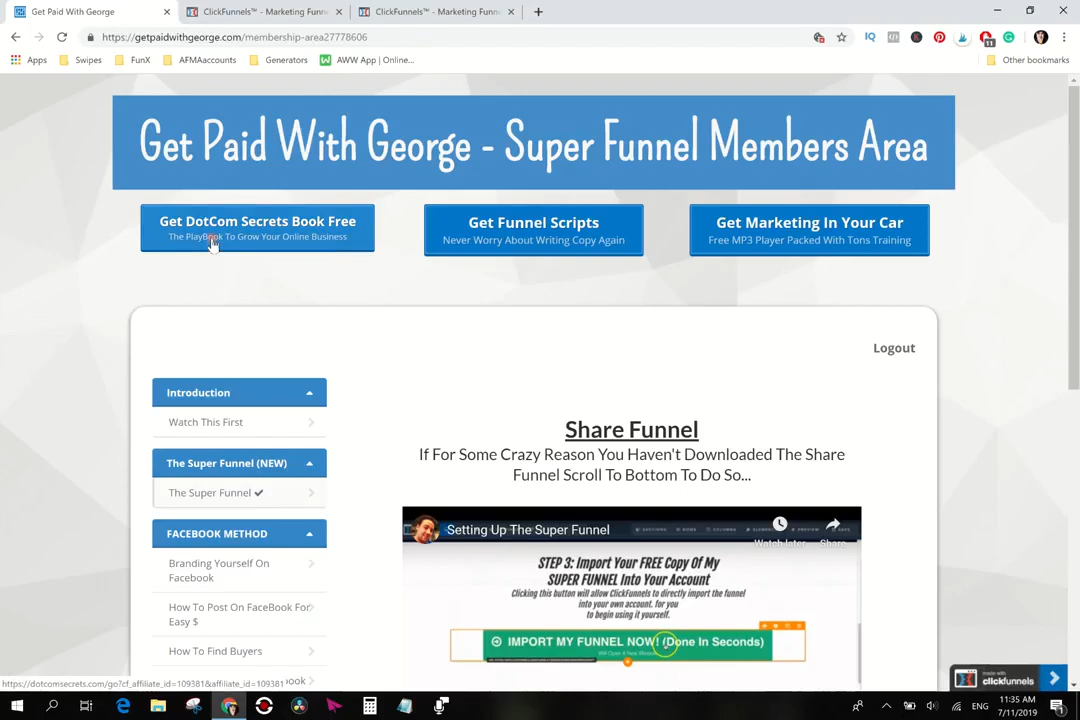 Get Paid With George
ClickFunnels™ - Marketing Funn
ClickFunnels™ - Marketing Funn
https://getpaidwithgeorge.com/membership-area27778606
IQ
11
Apps
Swipes
FunX
AFMAaccounts
Generators
AWW App | Online...
Other bookmarks
Get Paid With George - Super Funnel Members Area
Get DotCom Secrets Book Free
The PlayBook To Grow Your Online Business
Get Funnel Scripts
Never Worry About Writing Copy Again
Get Marketing In Your Car
Free MP3 Player Packed With Tons Training
Logout
Introduction
Watch This First
The Super Funnel (NEW)
The Super Funnel
FACEBOOK METHOD
Branding Yourself On
Facebook
How To Post On FaceBook For
Easy $
How To Find Buyers
book
Share Funnel
If For Some Crazy Reason You Haven't Downloaded The Share
Funnel Scroll To Bottom To Do So...
Setting Up The Super Funnel
Watch later
Share
STEP 3: Import Your FREE Copy Of My
SUPER FUNNEL Into Your Account
Clicking this button will allow ClickFunnels to directly import the funnel
into your own account. for you
to begin using it yourself.
IMPORT MY FUNNEL NOW! (Done In Seconds)
made with
clickfunnels
https://dotcomsecrets.com/go?cf_affiliate_id=109381&affiliate_id=109381
ENG
11:35 AM
7/11/2019
1